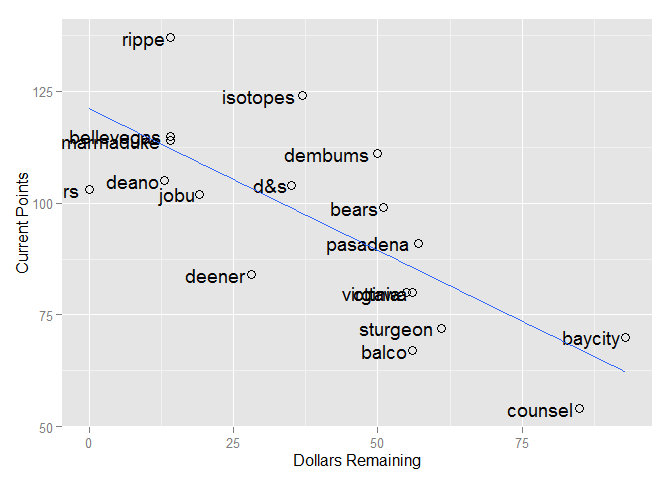 rippe
125
isotopes
bellevegas
marmaduke
dembums
deano
d&s
rs
jobu
100
bears
pasadena
deener
Current Points
75
sturgeon
baycity
balco
counsel
50
0
25
50
75
Dollars Remaining